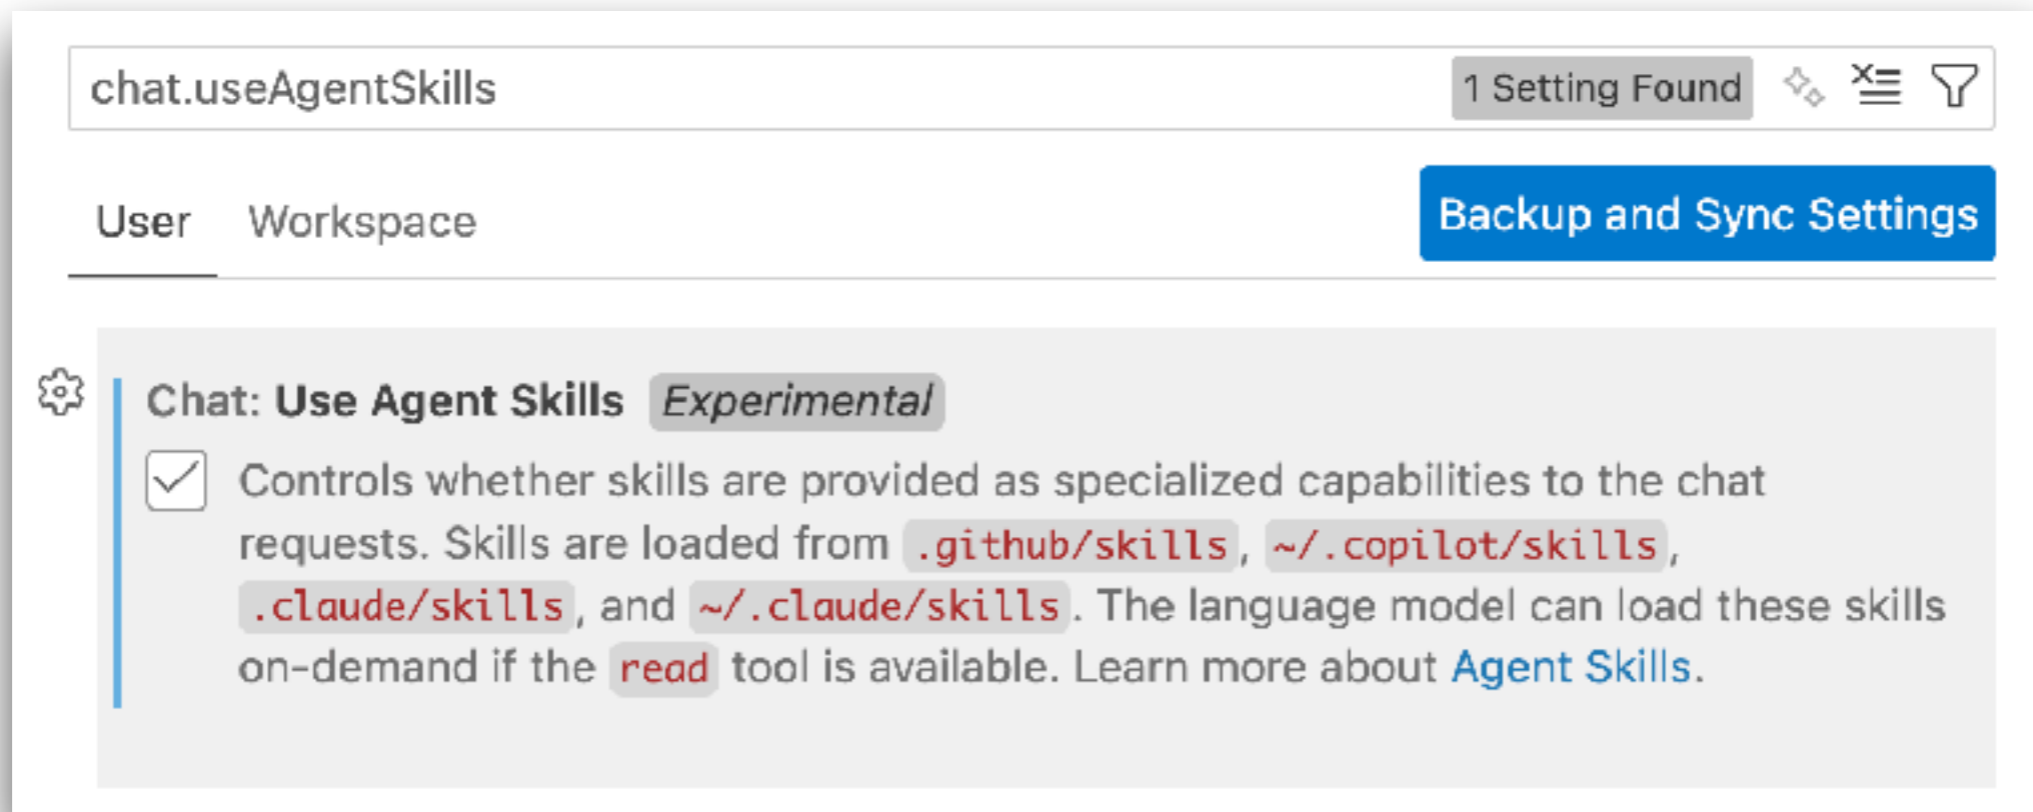 chat.useAgentSkills 1 Setting Found
User Workspace Backup and Sync Settings
Chat: Use Agent Skills Experimental
Controls whether skills are provided as specialized capabilities to the chat
requests. Skills are loaded from .github/skills, ~/.copilot/skills,
.claude/skills, and ~/.claude/skills. The language model can load these skills
on-demand if the read tool is available. Learn more about Agent Skills.